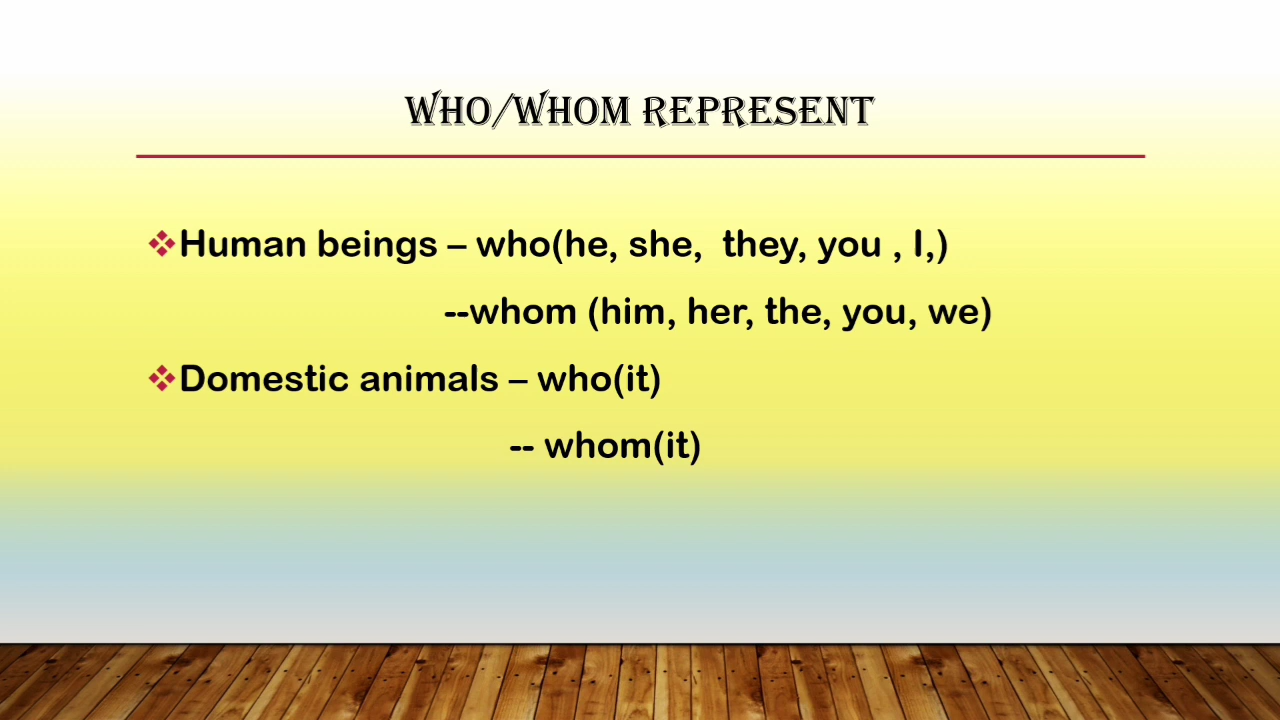 WHO/WHOM REPRESENT
❖Human beings – who(he, she, they, you , I,)
--whom (him, her, the, you, we)
❖Domestic animals – who(it)
-- whom(it)